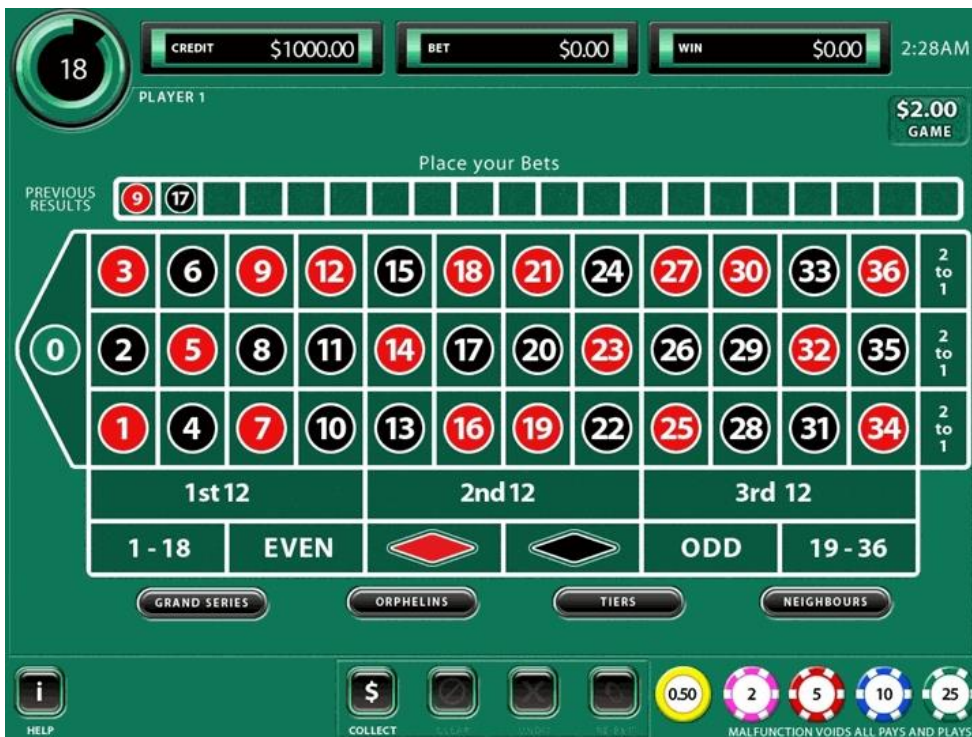 18
CREDIT $1000.00
BET $0.00
WIN $0.00
2:28AM
PLAYER 1
$2.00
GAME
Place your Bets
PREVIOUS
RESULTS
9 17
3 6 9 12 15 18 21 24 27 30 33 36 2 to 1
0 2 5 8 11 14 17 20 23 26 29 32 35 2 to 1
1 4 7 10 13 16 19 22 25 28 31 34 2 to 1
1st 12 2nd 12 3rd 12
1 - 18 EVEN ODD 19 - 36
GRAND SERIES ORPHELINS TIERS NEIGHBOURS
i $ 0.50 2 5 10 25
HELP COLLECT CLEAR UNDO
MALFUNCTION VOIDS ALL PAYS AND PLAYS